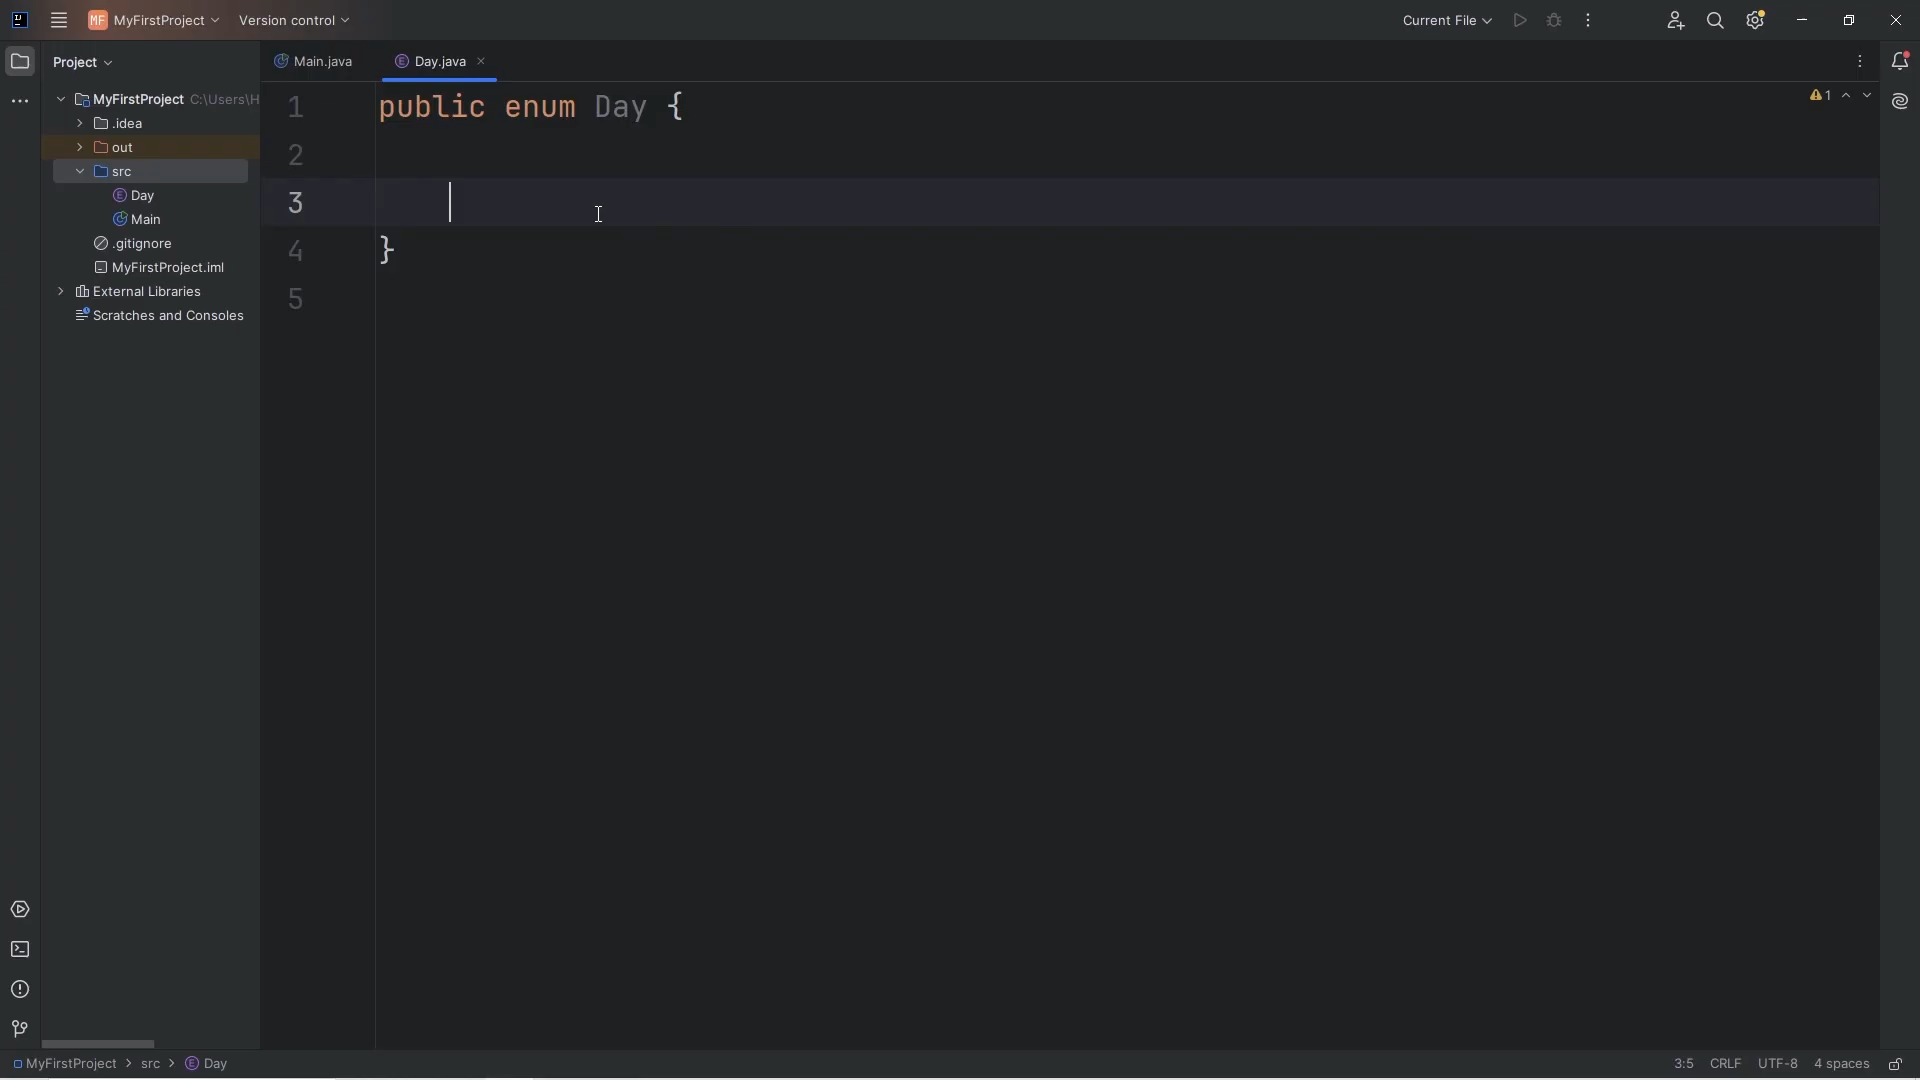 MF MyFirstProject Version control Current File
Project Main.java Day.java
MyFirstProject C:\Users\H
.idea
out
src
Day
Main
.gitignore
MyFirstProject.iml
External Libraries
Scratches and Consoles
1 public enum Day {
2
3
4 }
5
1
MyFirstProject > src > Day 3:5 CRLF UTF-8 4 spaces